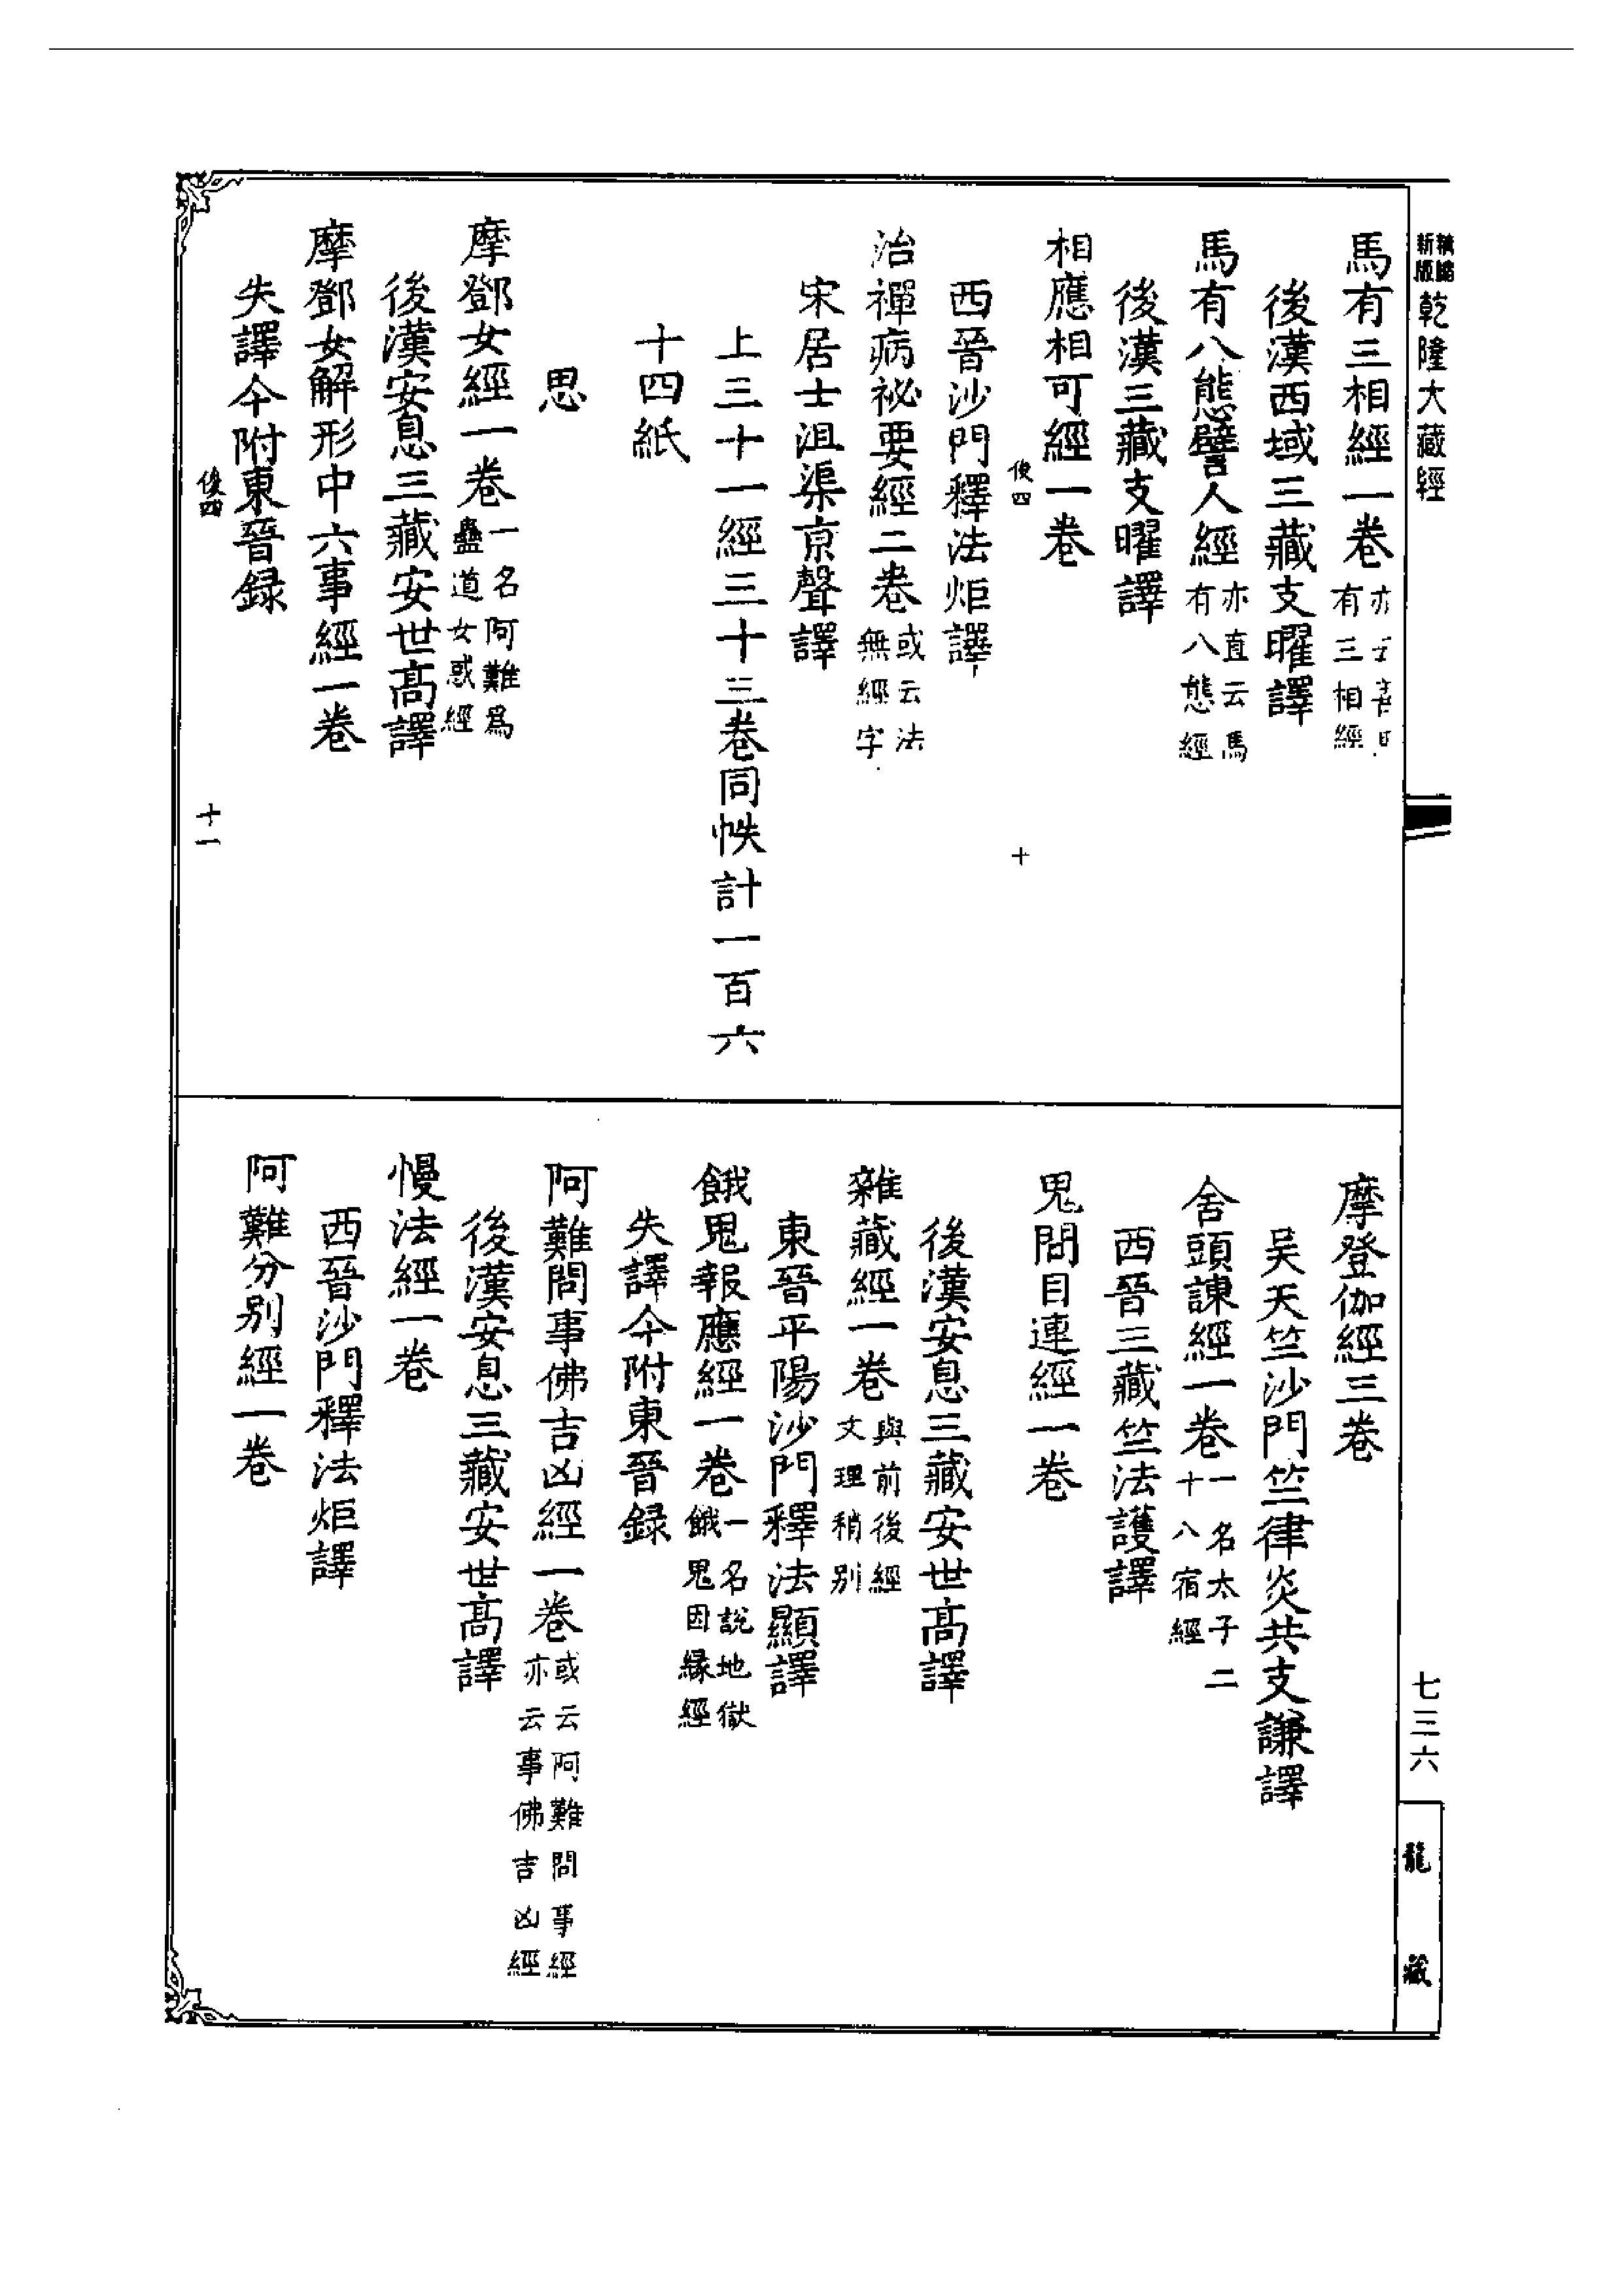 新版
乾隆大藏經
馬有三相經一卷
有三相經
後漢西域三藏支曜譯
馬有八態譬人經亦直云馬有八態經
後漢三藏支曜譯
相應相可經一卷
俊四 十
西晉沙門釋法炬譯
治禪病祕要經二卷或云法無經字
宋居士沮渠京聲譯
上三十一經三十三卷同帙計一百六
十四紙
思
摩鄧女經一卷一名阿難為蠱道女惑經
後漢安息三藏安世高譯
摩鄧女解形中六事經一卷
失譯今附東晉録
俊四 十一
摩登伽經三卷
吴天竺沙門竺律炎共支謙譯
舍頭諫經一卷一名太子二十八宿經
西晉三藏竺法護譯
鬼問目連經一卷
後漢安息三藏安世高譯
雜藏經一卷與前後經文理稍別
東晉平陽沙門釋法顯譯
餓鬼報應經一卷一名說地獄餓鬼因緣經
失譯今附東晉録
阿難問事佛吉凶經一卷或云阿難問事經亦云事佛吉凶經
後漢安息三藏安世高譯
慢法經一卷
西晉沙門釋法炬譯
阿難分別經一卷
七三六
龍藏